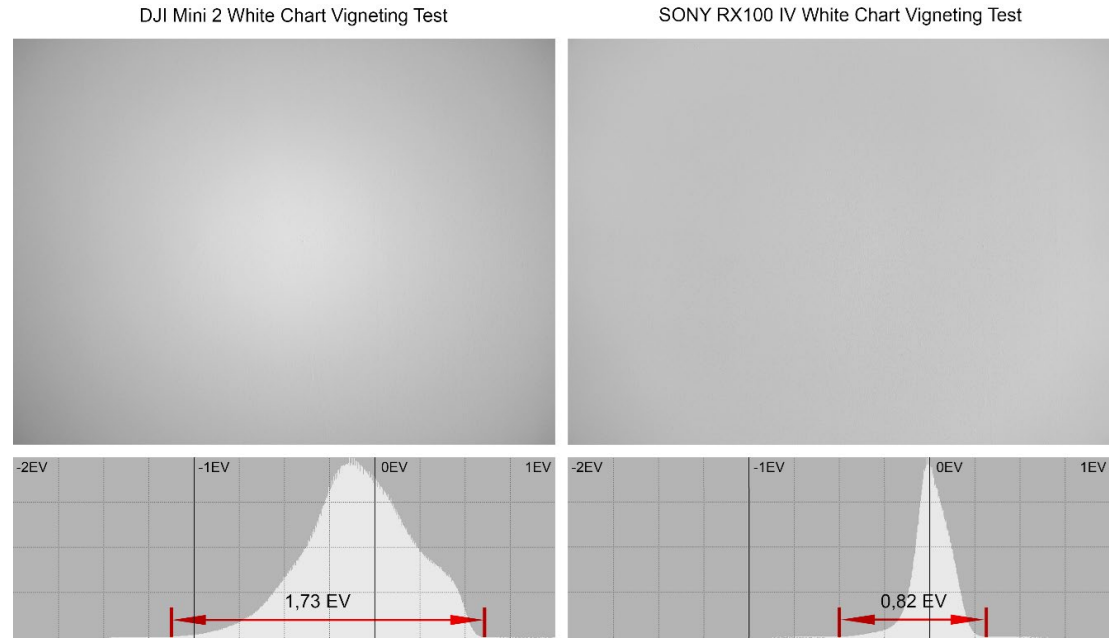 DJI Mini 2 White Chart Vigneting Test
SONY RX100 IV White Chart Vigneting Test
-2EV -1EV 0EV 1EV
1,73 EV
-2EV -1EV 0EV 1EV
0,82 EV